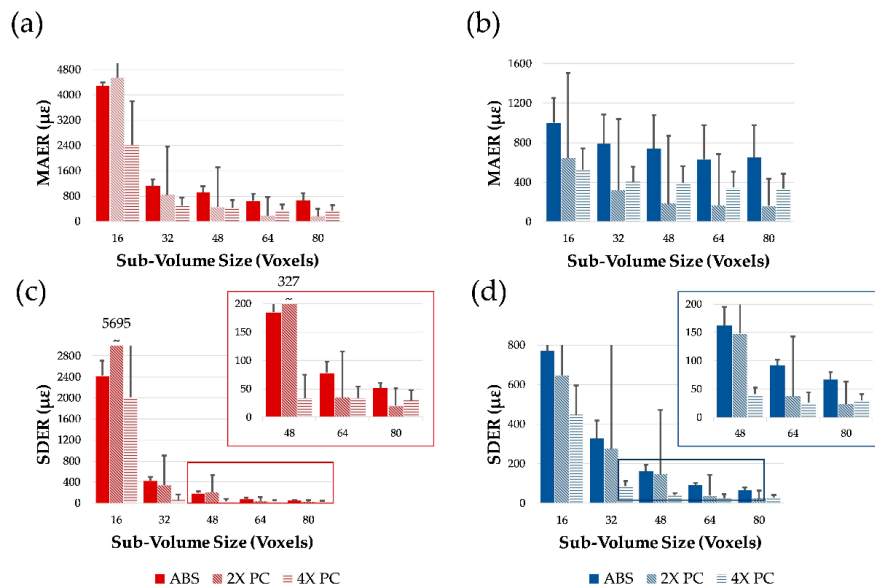 (a)
(b)
MAER (με)
4800
4000
3200
2400
1600
800
0
16 32 48 64 80
Sub-Volume Size (Voxels)
MAER (με)
1600
1200
800
400
0
16 32 48 64 80
Sub-Volume Size (Voxels)
(c)
5695
~
SDER (με)
2800
2400
2000
1600
1200
800
400
0
16 32 48 64 80
Sub-Volume Size (Voxels)
327
~
200
150
100
50
0
48 64 80
(d)
SDER (με)
800
600
400
200
0
16 32 48 64 80
Sub-Volume Size (Voxels)
200
150
100
50
0
48 64 80
ABS 2X PC 4X PC
ABS 2X PC 4X PC